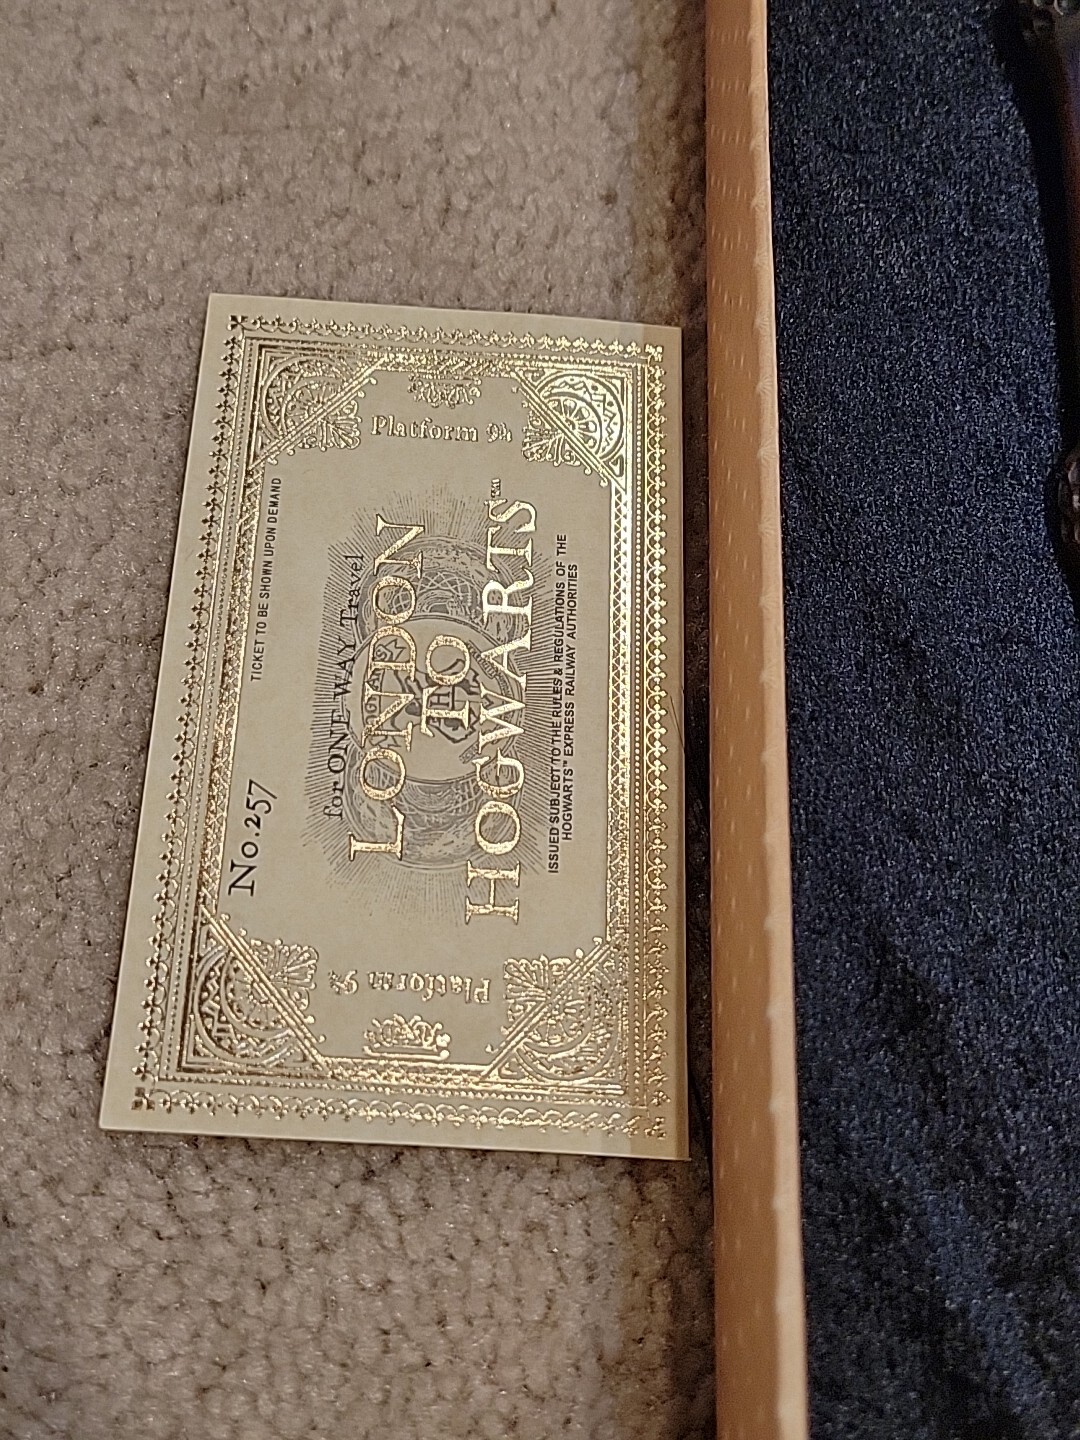 No.257
TICKET TO BE SHOWN UPON DEMAND
for ONE WAY Travel
LONDON
TO
HOGWARTS™
ISSUED SUBJECT TO THE RULES & REGULATIONS OF THE
HOGWARTS™ EXPRESS RAILWAY AUTHORITIES
Platform 9¾
Platform 9¾